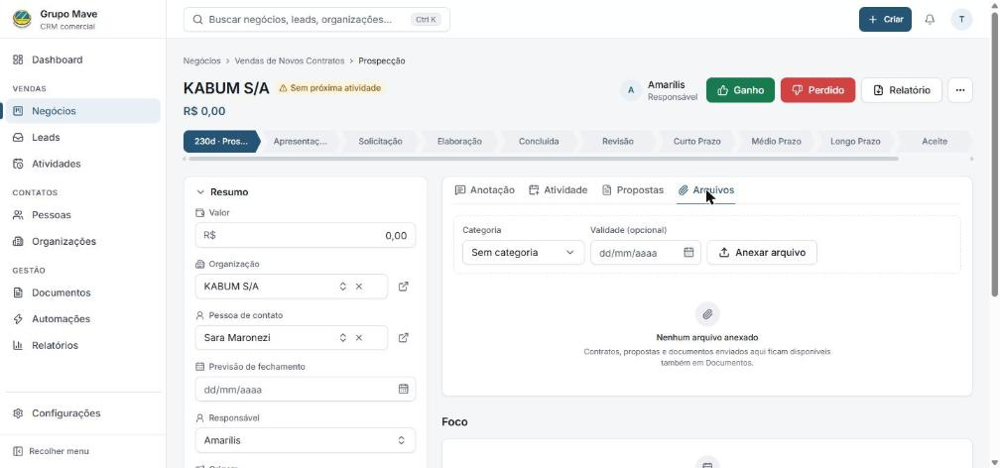 Grupo Mave
CRM comercial
Buscar negócios, leads, organizações...
Ctrl K
Criar
T
Dashboard
VENDAS
Negócios
Leads
Atividades
CONTATOS
Pessoas
Organizações
GESTÃO
Documentos
Automações
Relatórios
Configurações
Recolher menu
Negócios > Vendas de Novos Contratos > Prospecção
KABUM S/A
Sem próxima atividade
R$ 0,00
A
Amarílis
Responsável
Ganho
Perdido
Relatório
230d · Pros...
Apresentaç...
Solicitação
Elaboração
Concluída
Revisão
Curto Prazo
Médio Prazo
Longo Prazo
Aceite
Resumo
Valor
R$ 0,00
Organização
KABUM S/A
Pessoa de contato
Sara Maronezi
Previsão de fechamento
dd/mm/aaaa
Responsável
Amarílis
Anotação
Atividade
Propostas
Arquivos
Categoria
Validade (opcional)
Sem categoria
dd/mm/aaaa
Anexar arquivo
Nenhum arquivo anexado
Contratos, propostas e documentos enviados aqui ficam disponíveis
também em Documentos.
Foco